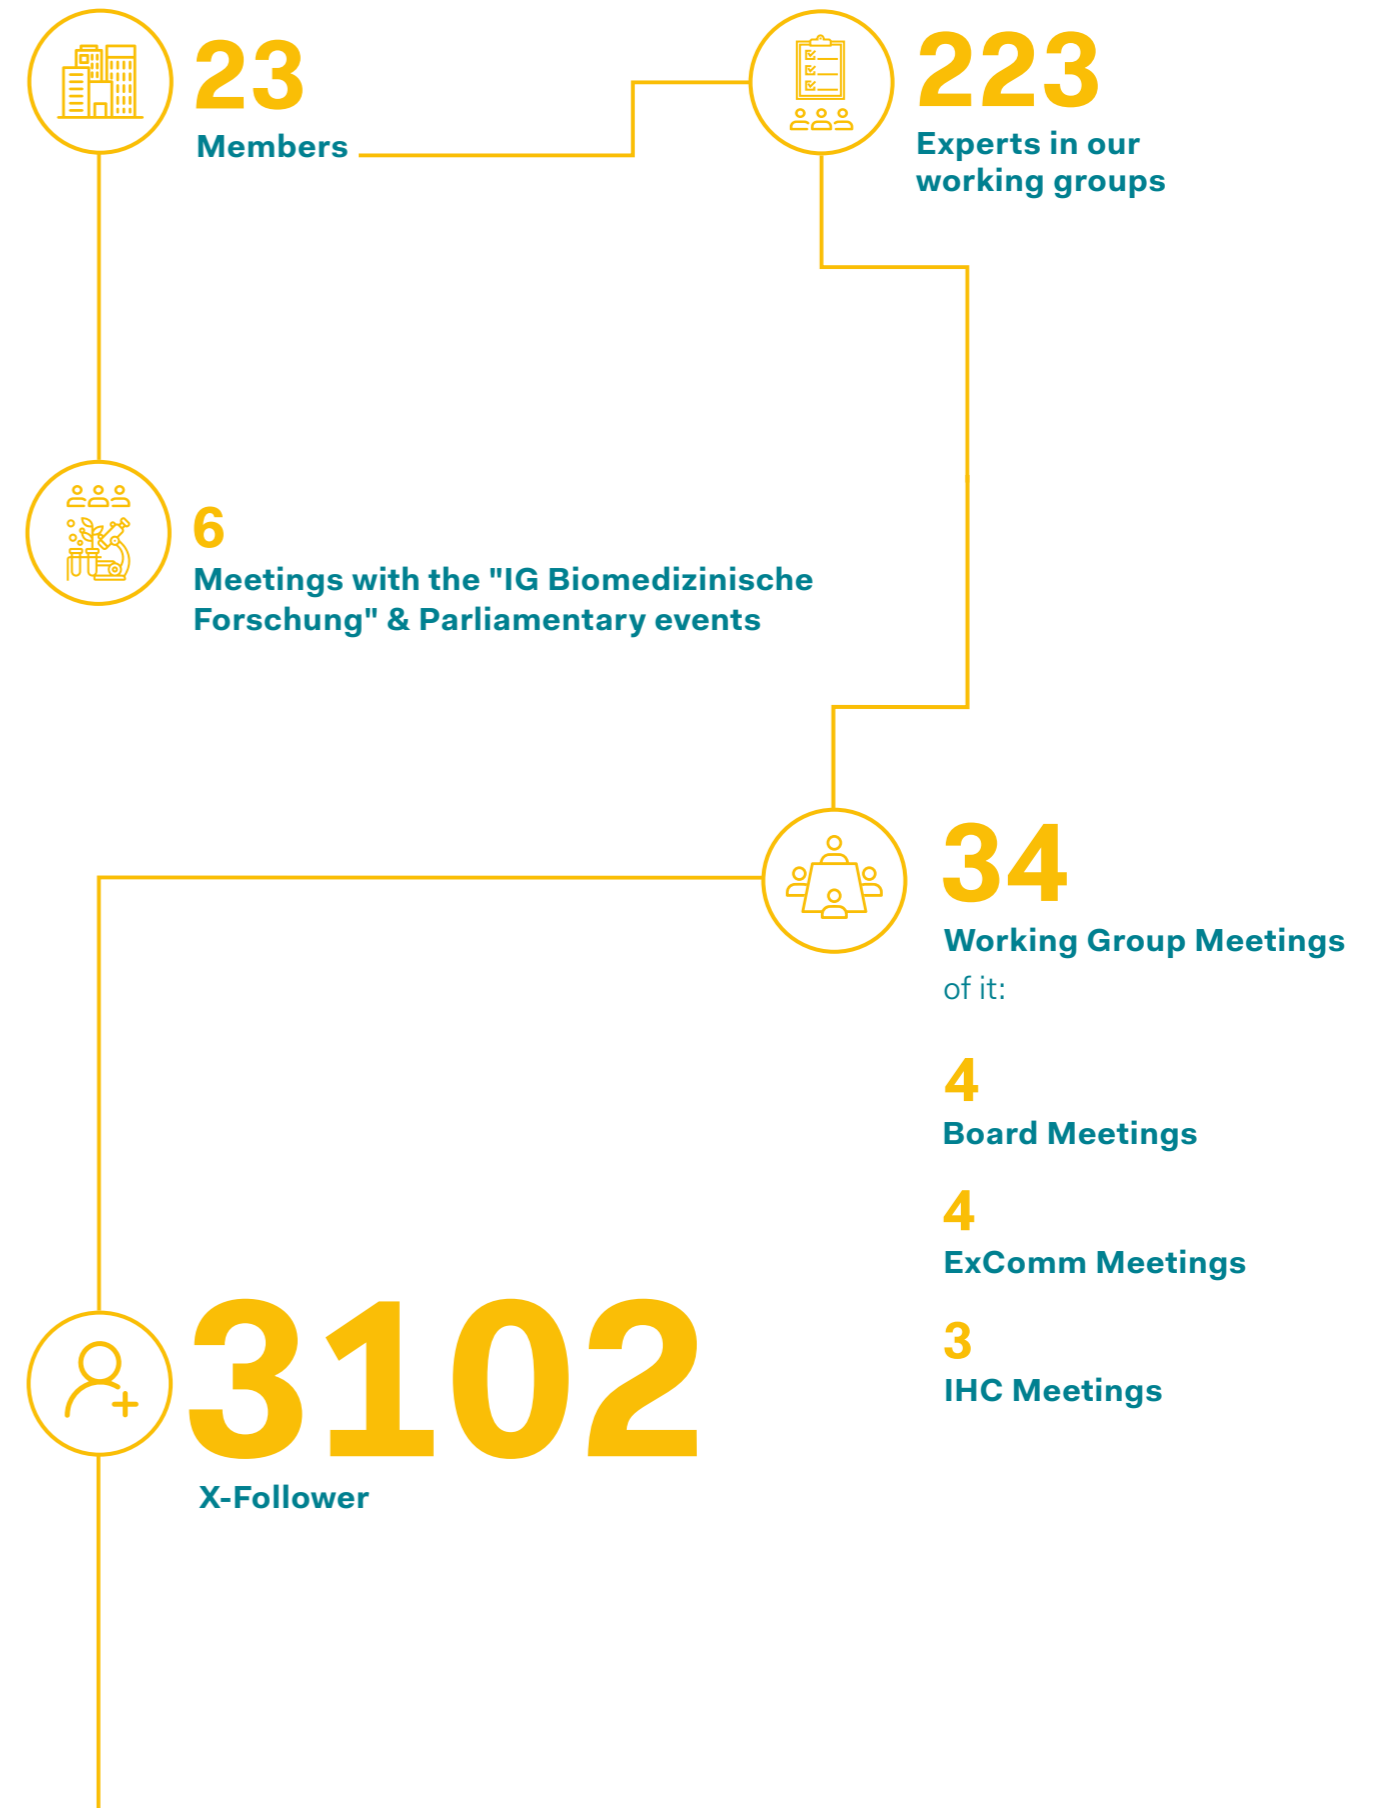 23
Members
223
Experts in our
working groups
6
Meetings with the "IG Biomedizinische
Forschung" & Parliamentary events
34
Working Group Meetings
of it:
4
Board Meetings
4
ExComm Meetings
3
IHC Meetings
3102
X-Follower